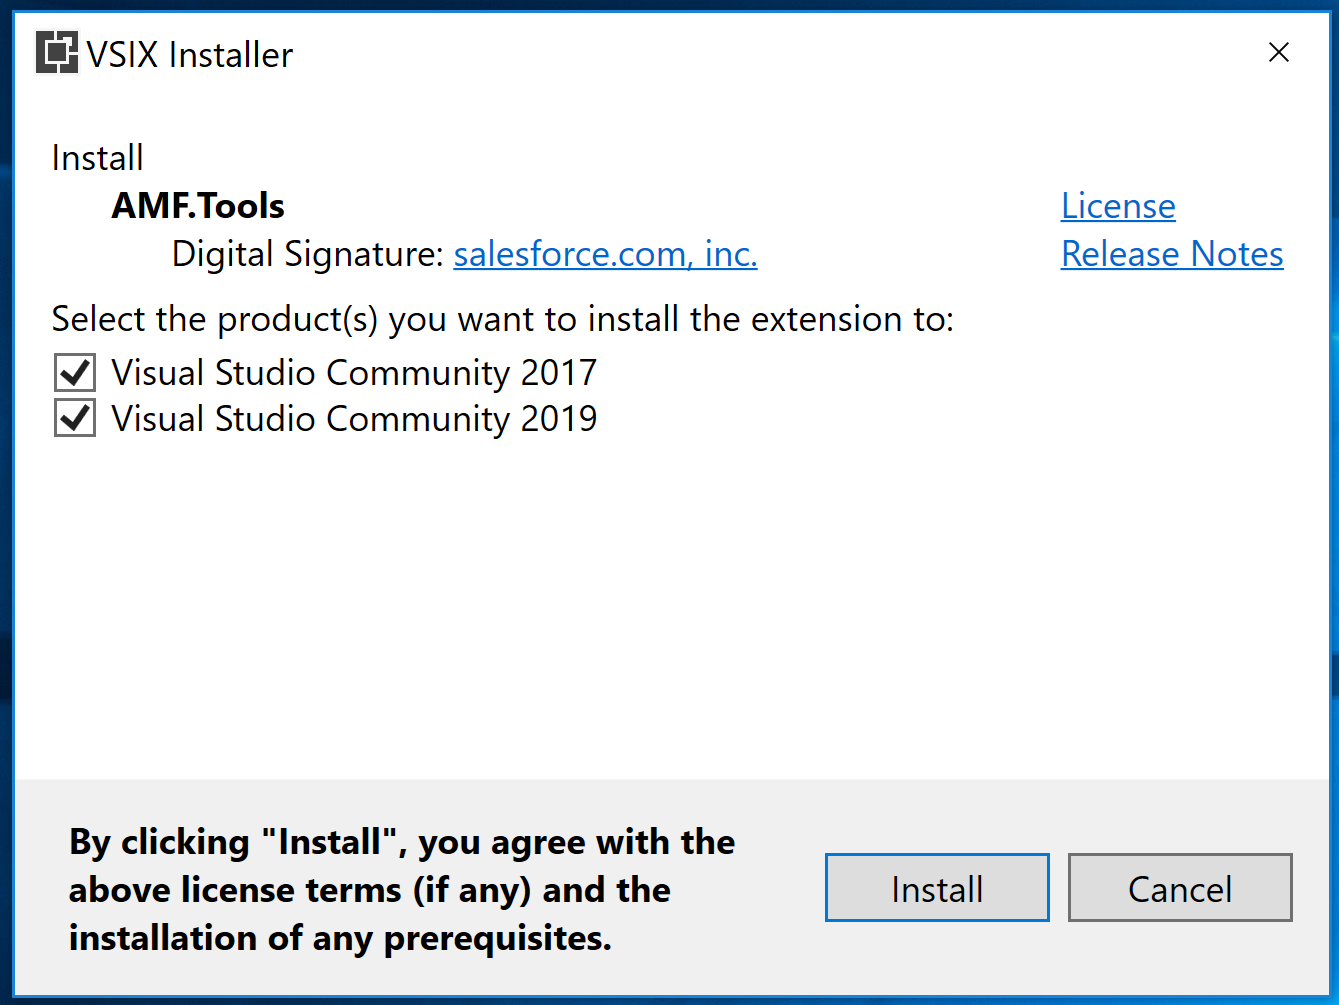 VSIX Installer
Install
AMF.Tools
License
Digital Signature: salesforce.com, inc.
Release Notes
Select the product(s) you want to install the extension to:
Visual Studio Community 2017
Visual Studio Community 2019
By clicking "Install", you agree with the
above license terms (if any) and the
installation of any prerequisites.
Install
Cancel